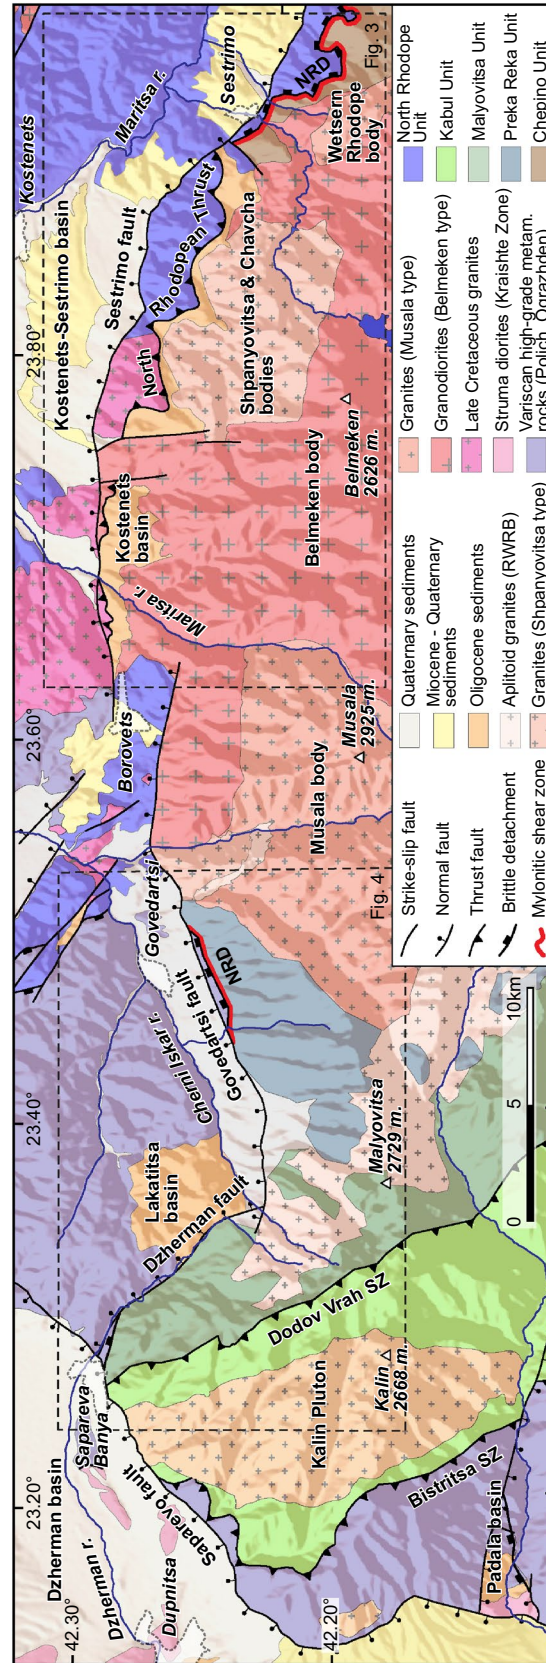 23.20°
23.40°
23.60°
23.80°
42.30°
42.20°
Dzherman basin
Dzherman r.
Dupnitsa
Sapareva
Banya
Saparevo fault
Lakatitsa
basin
Dzherman fault
Cherni Iskar r.
Govedartsi fault
Govedartsi
NRD
Borovets
Kostenets
basin
Maritsa r.
Kostenets-Sestrimo basin
Kostenets
Maritsa r.
Sestrimo
Sestrimo fault
North
Rhodopean Thrust
NRD
Fig. 3
Wetsern
Rhodope
body
Shpanyovitsa & Chavcha
bodies
Belmeken body
Belmeken
2626 m.
Musala body
Musala
2925 m.
Fig. 4
Malyovitsa
2729 m.
Dodov Vrah SZ
Kalin Pluton
Kalin
2668 m.
Bistritsa SZ
Padala basin
0
5
10km
Strike-slip fault
Normal fault
Thrust fault
Brittle detachment
Mylonitic shear zone
Quaternary sediments
Miocene - Quaternary
sediments
Oligocene sediments
Aplitoid granites (RWRB)
Granites (Shpanyovitsa type)
Granites (Musala type)
Granodiorites (Belmeken type)
Late Cretaceous granites
Struma diorites (Kraishte Zone)
Variscan high-grade metam.
rocks (Polich, Ograzhden)
North Rhodope
Unit
Kabul Unit
Malyovitsa Unit
Preka Reka Unit
Chepino Unit